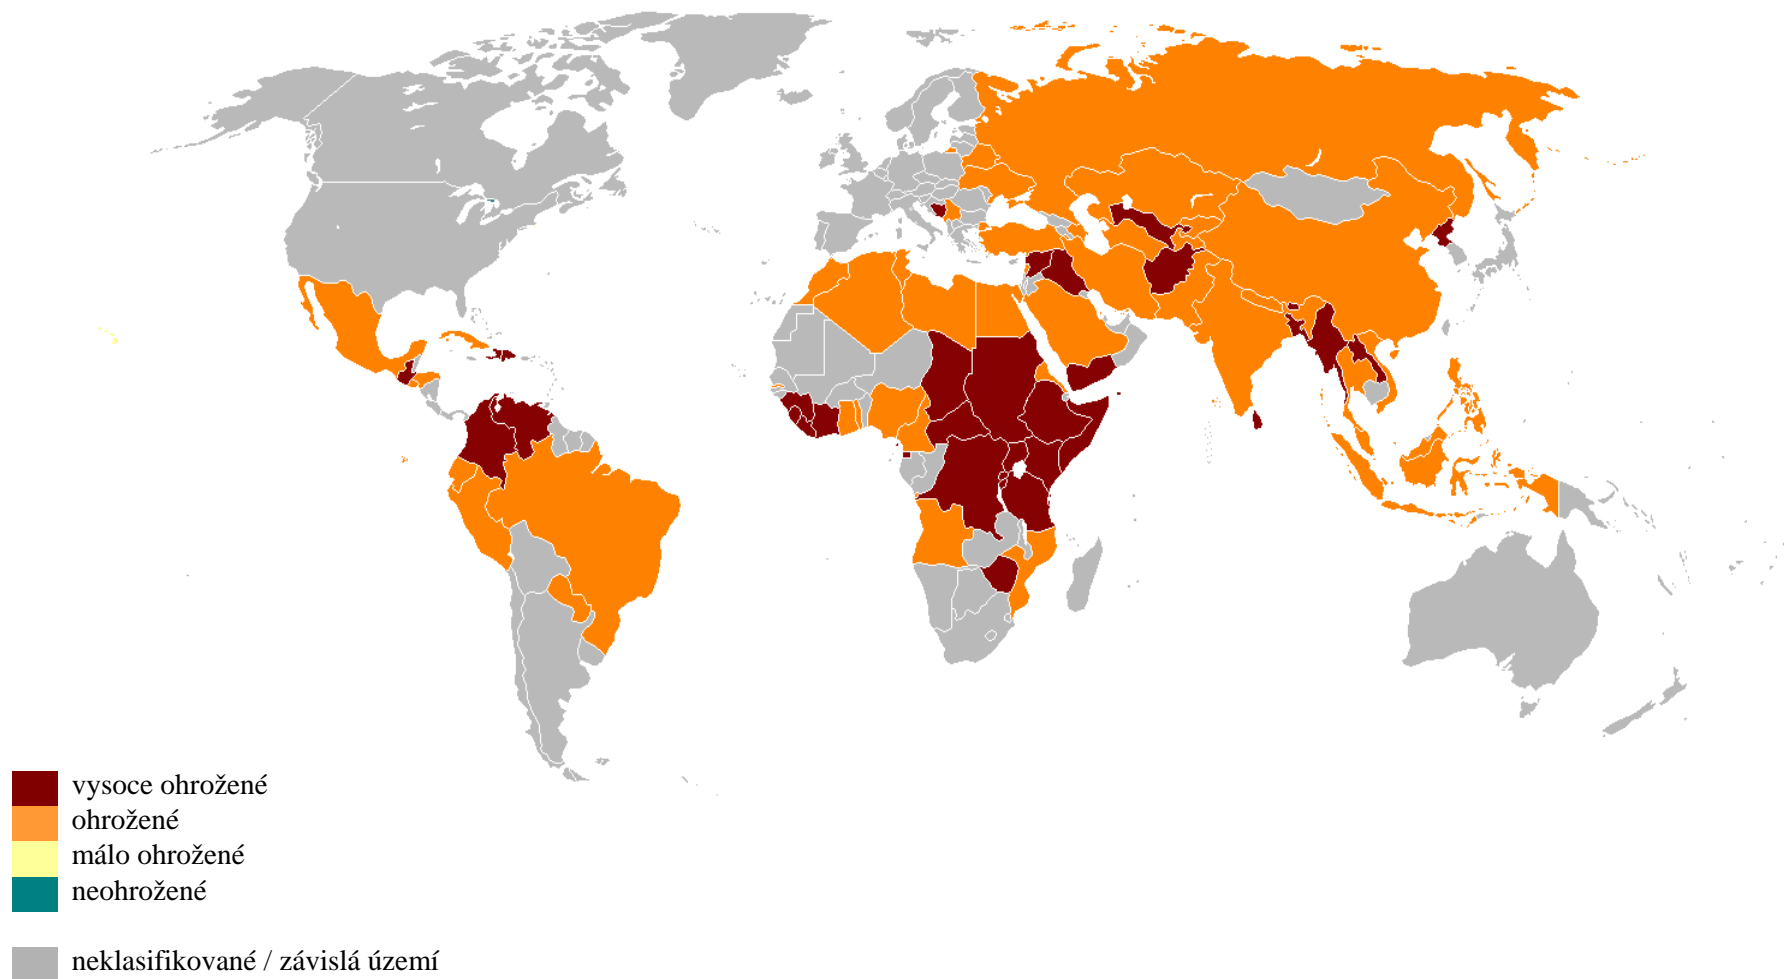 vysoce ohrožené
ohrožené
málo ohrožené
neohrožené
neklasifikované / závislá území